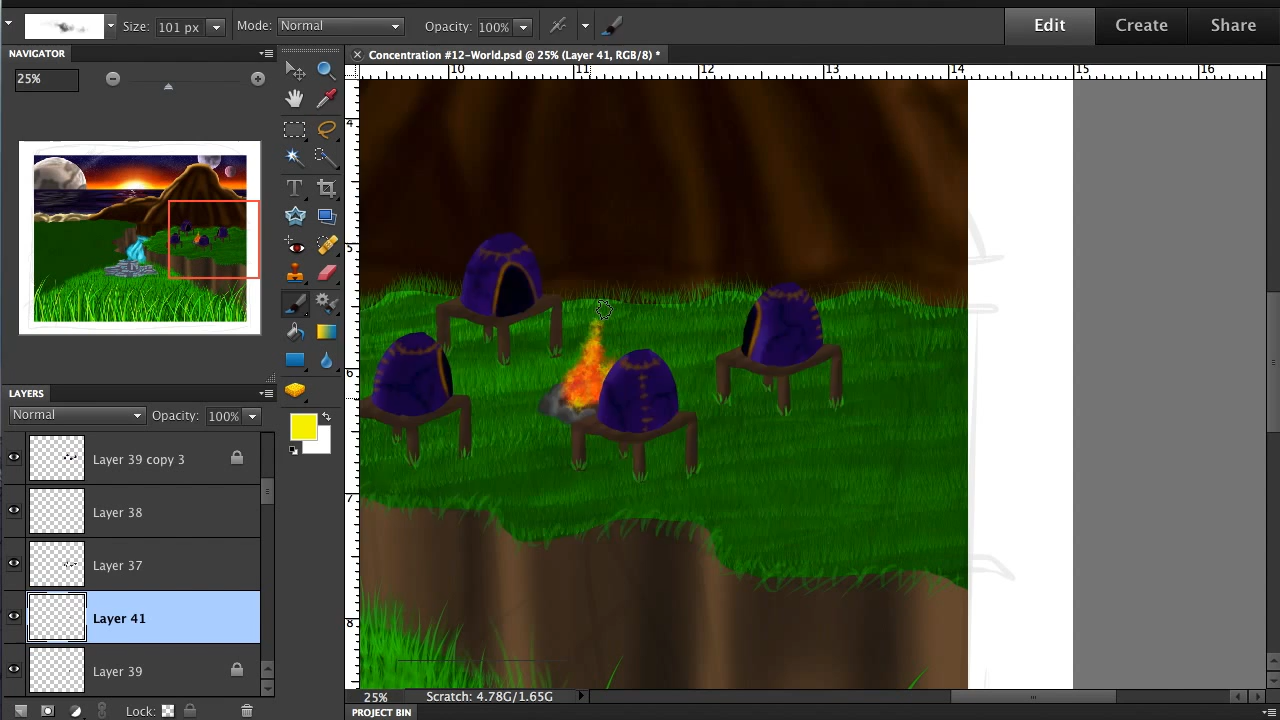 Size: 101 px Mode: Normal Opacity: 100% Edit Create Share
NAVIGATOR
Concentration #12-World.psd @ 25% (Layer 41, RGB/8) *
25%
10 11 12 13 14 15 16
4
5
6
7
8
LAYERS
Normal Opacity: 100%
Layer 39 copy 3
Layer 38
Layer 37
Layer 41
Layer 39
Lock:
25% Scratch: 4.78G/1.65G
PROJECT BIN